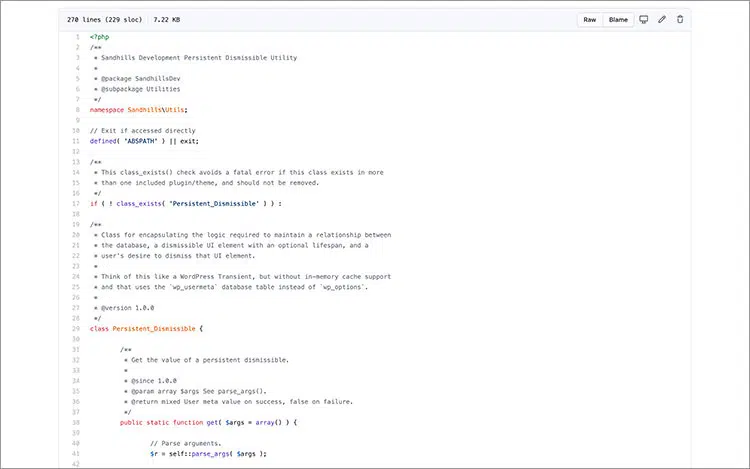 270 lines (229 sloc) 7.22 KB Raw Blame
1 <?php
2 /**
3 * Sandhills Development Persistent Dismissible Utility
4 *
5 * @package SandhillsDev
6 * @subpackage Utilities
7 */
8 namespace Sandhills\Utils;
9
10 // Exit if accessed directly
11 defined( 'ABSPATH' ) || exit;
12
13 /**
14 * This class_exists() check avoids a fatal error if this class exists in more
15 * than one included plugin/theme, and should not be removed.
16 */
17 if ( ! class_exists( 'Persistent_Dismissible' ) ) :
18
19 /**
20 * Class for encapsulating the logic required to maintain a relationship between
21 * the database, a dismissible UI element with an optional lifespan, and a
22 * user's desire to dismiss that UI element.
23 *
24 * Think of this like a WordPress Transient, but without in-memory cache support
25 * and that uses the `wp_usermeta` database table instead of `wp_options`.
26 *
27 * @version 1.0.0
28 */
29 class Persistent_Dismissible {
30
31 /**
32 * Get the value of a persistent dismissible.
33 *
34 * @since 1.0.0
35 * @param array $args See parse_args().
36 * @return mixed User meta value on success, false on failure.
37 */
38 public static function get( $args = array() ) {
39
40 // Parse arguments.
41 $r = self::parse_args( $args );
42